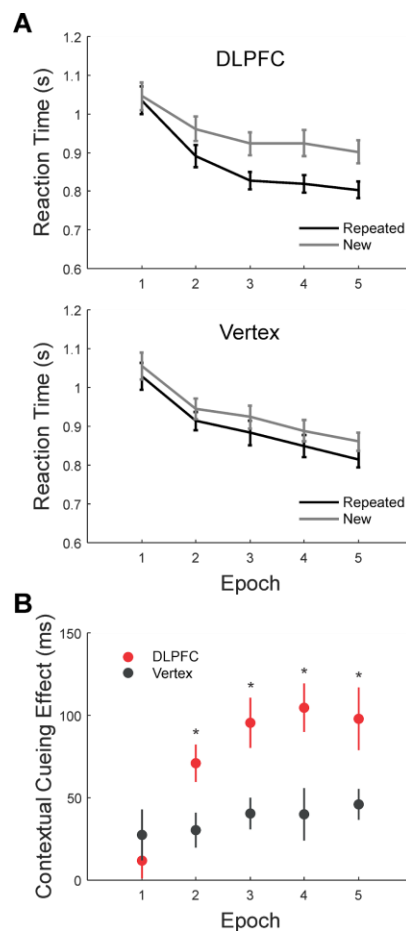 A
DLPFC
Reaction Time (s)
1.2
1.1
1
0.9
0.8
0.7
0.6
Repeated
New
1 2 3 4 5
Vertex
Reaction Time (s)
1.2
1.1
1
0.9
0.8
0.7
0.6
Repeated
New
1 2 3 4 5
Epoch
B
Contextual Cueing Effect (ms)
150
100
50
0
DLPFC
Vertex
* * * *
1 2 3 4 5
Epoch